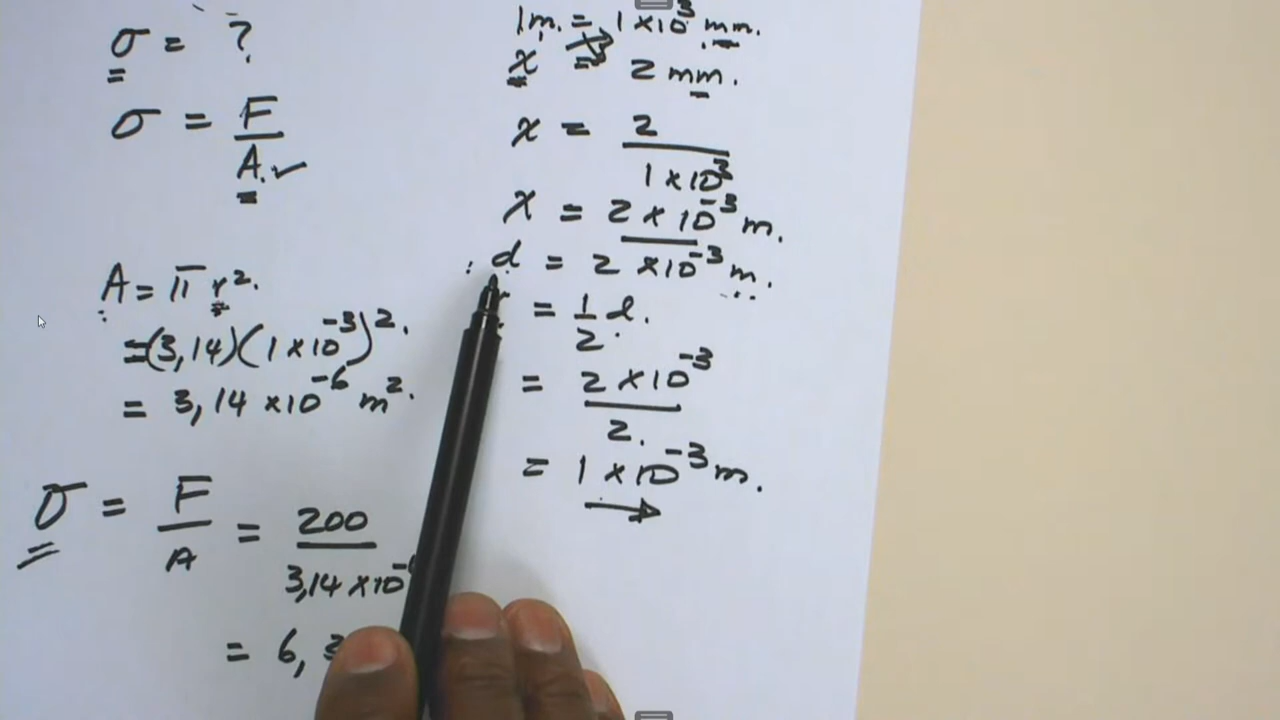 σ = ?
σ = F/A.
A = π r².
= (3,14)(1 × 10⁻³)².
= 3,14 × 10⁻⁶ m².
σ = F/A = 200/3,14 × 10⁻
= 6,
1m. = 1 × 10³ mm.
x = 2 mm.
x = 2/1 × 10³
x = 2 × 10⁻³ m.
: d = 2 × 10⁻³ m.
= 1/2 d.
= 2 × 10⁻³/2.
= 1 × 10⁻³ m.